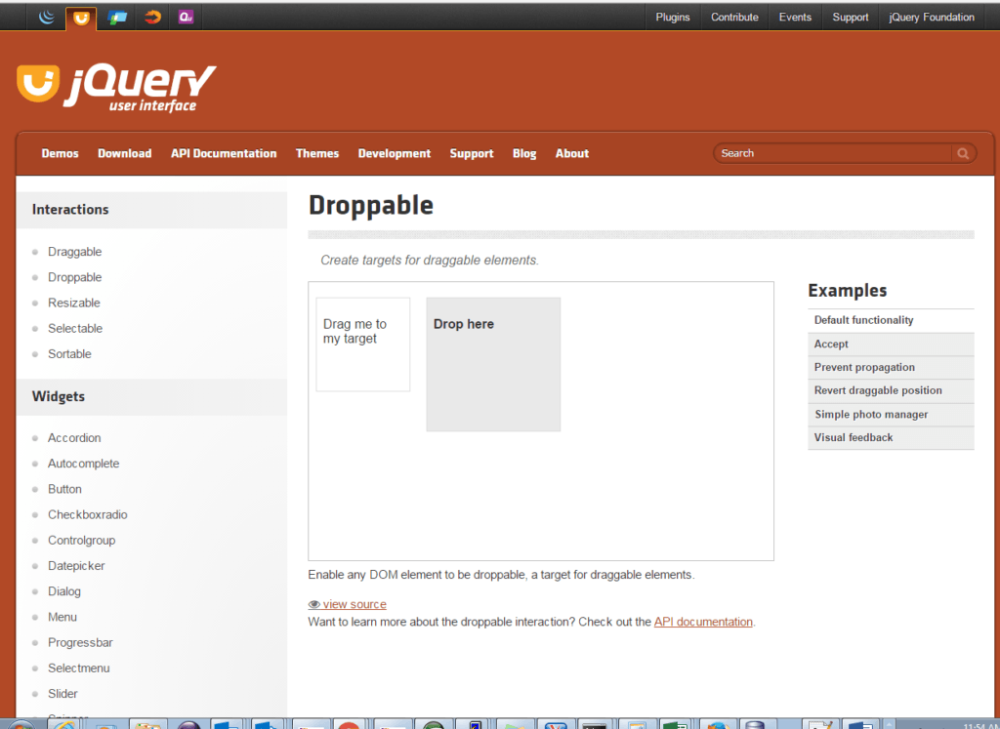 Qu
Plugins Contribute Events Support jQuery Foundation
jQuery
user interface
Demos Download API Documentation Themes Development Support Blog About Search
Interactions
Draggable
Droppable
Resizable
Selectable
Sortable
Widgets
Accordion
Autocomplete
Button
Checkboxradio
Controlgroup
Datepicker
Dialog
Menu
Progressbar
Selectmenu
Slider
Droppable
Create targets for draggable elements.
Drag me to
my target
Drop here
Enable any DOM element to be droppable, a target for draggable elements.
view source
Want to learn more about the droppable interaction? Check out the API documentation.
Examples
Default functionality
Accept
Prevent propagation
Revert draggable position
Simple photo manager
Visual feedback